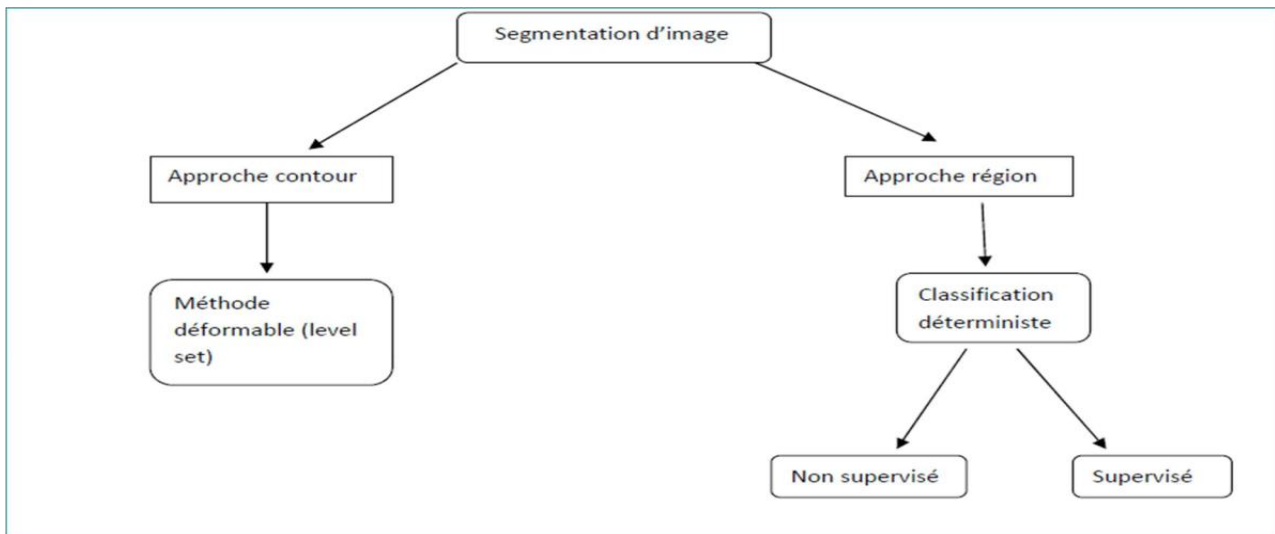 Segmentation d’image
Approche contour
Approche région
Méthode
déformable (level
set)
Classification
déterministe
Non supervisé
Supervisé